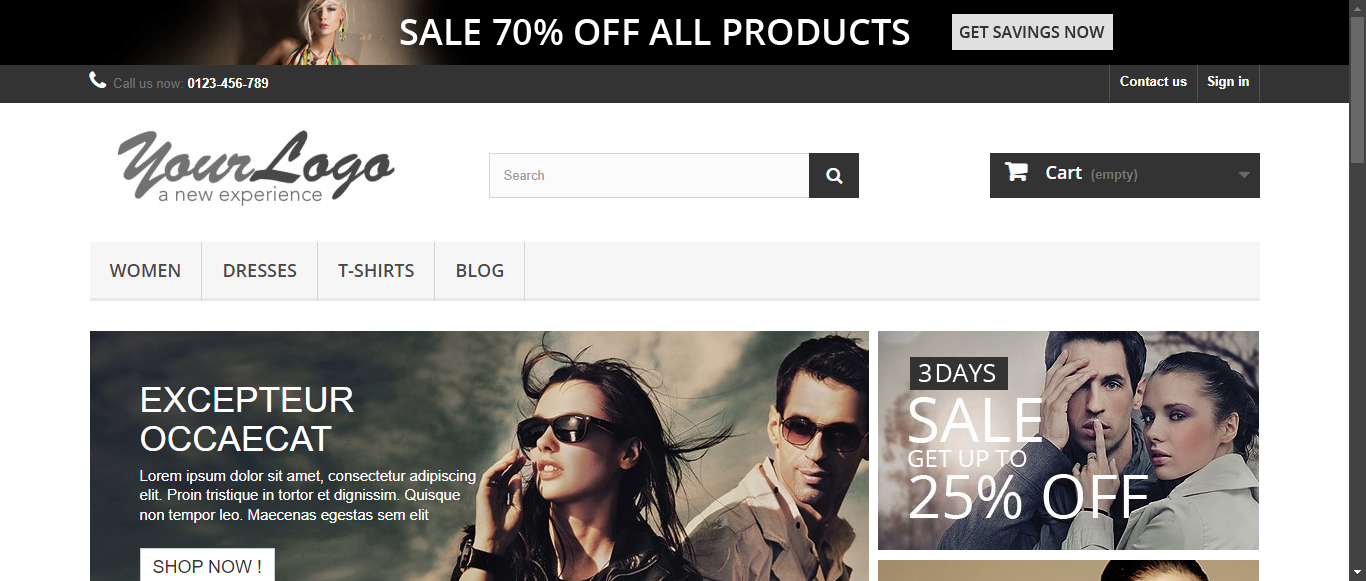 SALE 70% OFF ALL PRODUCTS
GET SAVINGS NOW
Call us now: 0123-456-789
Contact us
Sign in
YourLogo
a new experience
Search
Cart (empty)
WOMEN
DRESSES
T-SHIRTS
BLOG
EXCEPTEUR
OCCAECAT
Lorem ipsum dolor sit amet, consectetur adipiscing
elit. Proin tristique in tortor et dignissim. Quisque
non tempor leo. Maecenas egestas sem elit
SHOP NOW !
3 DAYS
SALE
GET UP TO
25% OFF